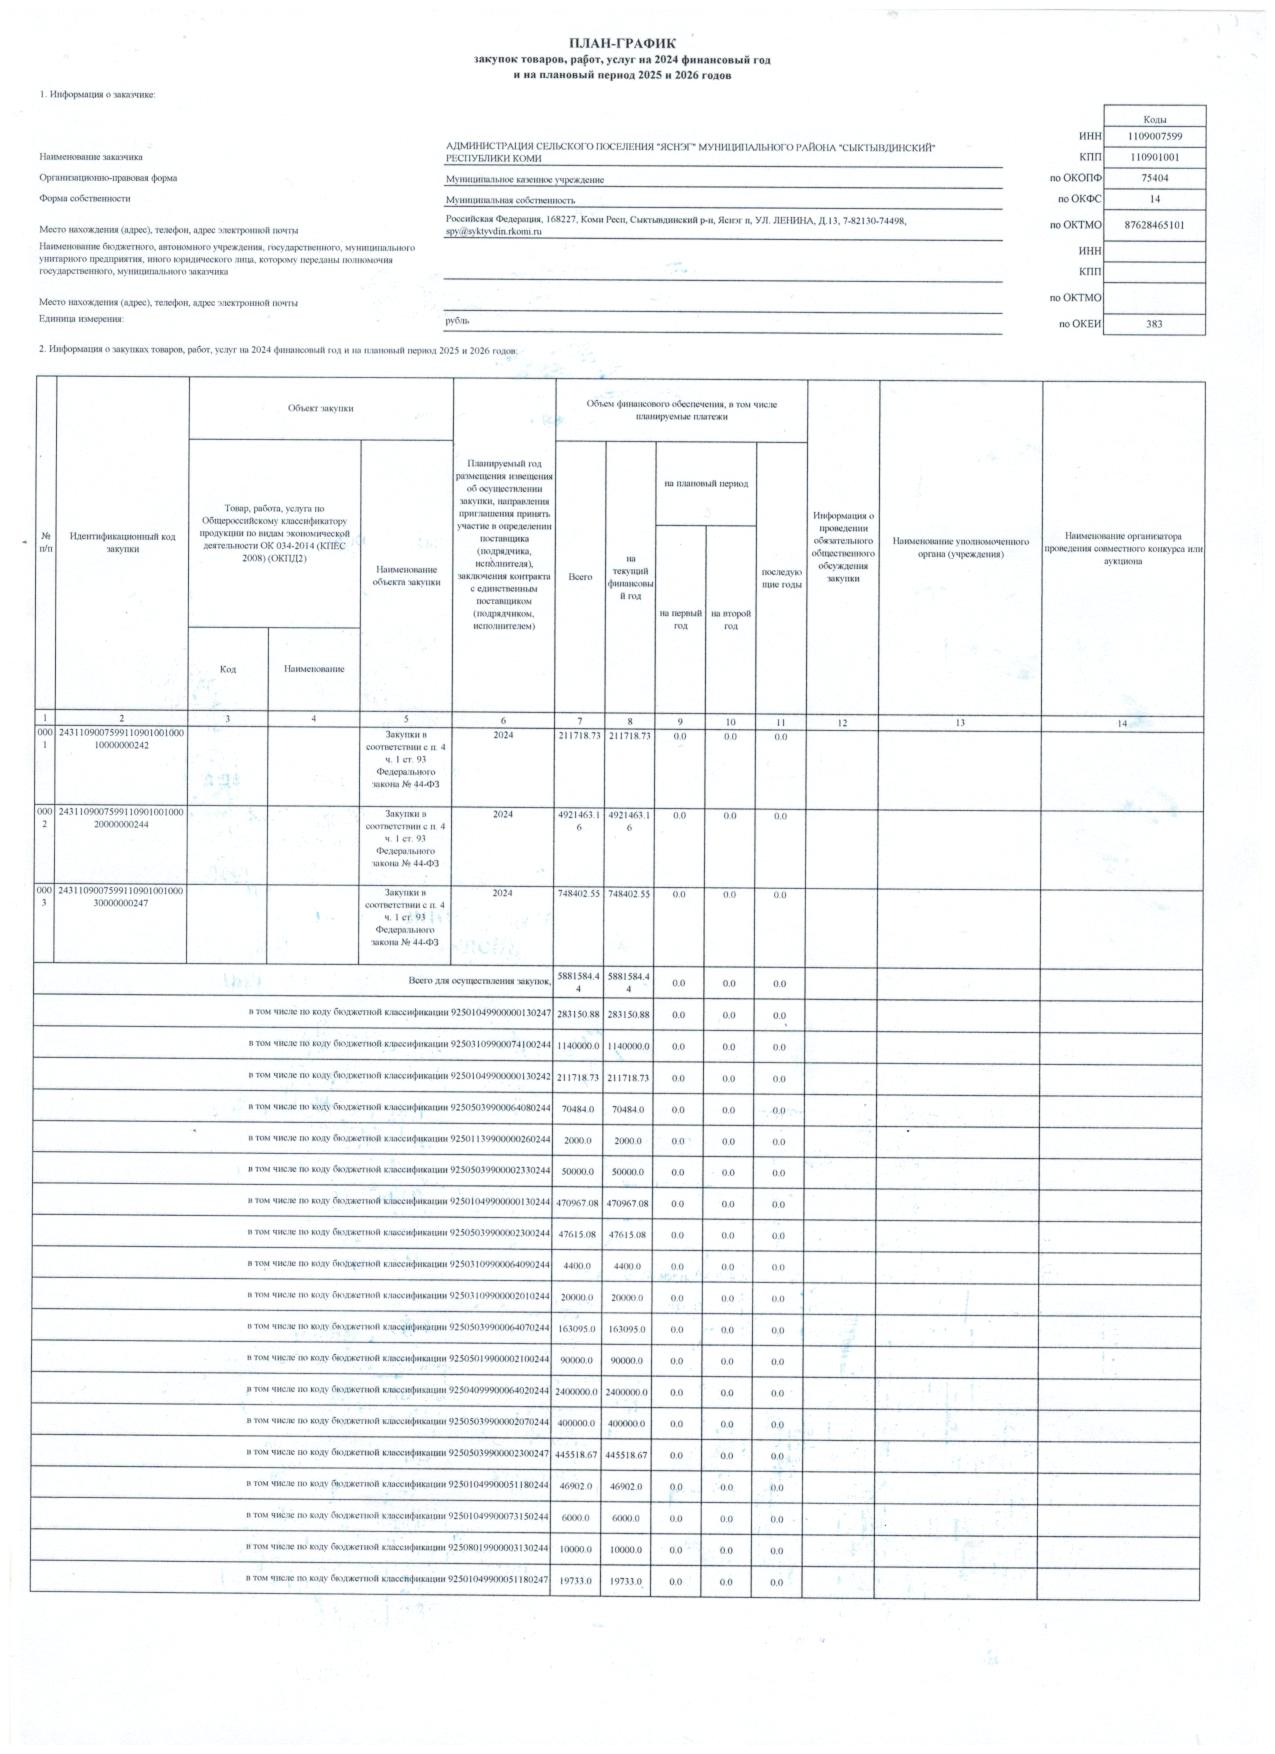 ПЛАН-ГРАФИК
закупок товаров, работ, услуг на 2024 финансовый год
и на плановый период 2025 и 2026 годов
1. Информация о заказчике:
Коды
ИНН 1109007599
Наименование заказчика
АДМИНИСТРАЦИЯ СЕЛЬСКОГО ПОСЕЛЕНИЯ "ЯСНЭГ" МУНИЦИПАЛЬНОГО РАЙОНА "СЫКТЫВДИНСКИЙ"
РЕСПУБЛИКИ КОМИ
КПП 110901001
Организационно-правовая форма Муниципальное казенное учреждение по ОКОПФ 75404
Форма собственности Муниципальная собственность по ОКФС 14
Место нахождения (адрес), телефон, адрес электронной почты
Российская Федерация, 168227, Коми Респ, Сыктывдинский р-н, Яснэг п, УЛ. ЛЕНИНА, Д.13, 7-82130-74498,
spy@syktyvdin.rkomi.ru
по ОКТМО 87628465101
Наименование бюджетного, автономного учреждения, государственного, муниципального
унитарного предприятия, иного юридического лица, которому переданы полномочия
государственного, муниципального заказчика
ИНН
КПП
Место нахождения (адрес), телефон, адрес электронной почты по ОКТМО
Единица измерения: рубль по ОКЕИ 383
2. Информация о закупках товаров, работ, услуг на 2024 финансовый год и на плановый период 2025 и 2026 годов:
№
п/п
Идентификационный код
закупки
Объект закупки
Товар, работа, услуга по
Общероссийскому классификатору
продукции по видам экономической
деятельности ОК 034-2014 (КПЕС
2008) (ОКПД2)
Код
Наименование
Наименование
объекта закупки
Планируемый год
размещения извещения
об осуществлении
закупки, направления
приглашения принять
участие в определении
поставщика
(подрядчика,
исполнителя),
заключения контракта
с единственным
поставщиком
(подрядчиком,
исполнителем)
Объем финансового обеспечения, в том числе
планируемые платежи
Всего
на
текущий
финансовы
й год
на плановый период
на первый
год
на второй
год
последую
щие годы
Информация о
проведении
обязательного
общественного
обсуждения
закупки
Наименование уполномоченного
органа (учреждения)
Наименование организатора
проведения совместного конкурса или
аукциона
1 2 3 4 5 6 7 8 9 10 11 12 13 14
000
1
243110900759911090100100
10000000242
Закупки в
соответствии с п. 4
ч. 1 ст. 93
Федерального
закона № 44-ФЗ
2024 211718.73 211718.73 0.0 0.0 0.0
000
2
243110900759911090100100
20000000244
Закупки в
соответствии с п. 4
ч. 1 ст. 93
Федерального
закона № 44-ФЗ
2024
4921463.1
6
4921463.1
6
0.0 0.0 0.0
000
3
243110900759911090100100
30000000247
Закупки в
соответствии с п. 4
ч. 1 ст. 93
Федерального
закона № 44-ФЗ
2024 748402.55 748402.55 0.0 0.0 0.0
Всего для осуществления закупок,
5881584.4
4
5881584.4
4
0.0 0.0 0.0
в том числе по коду бюджетной классификации 92501049900000130247 283150.88 283150.88 0.0 0.0 0.0
в том числе по коду бюджетной классификации 92503109900074100244 1140000.0 1140000.0 0.0 0.0 0.0
в том числе по коду бюджетной классификации 92501049900000130242 211718.73 211718.73 0.0 0.0 0.0
в том числе по коду бюджетной классификации 92505039900064080244 70484.0 70484.0 0.0 0.0 0.0
в том числе по коду бюджетной классификации 92501139900000260244 2000.0 2000.0 0.0 0.0 0.0
в том числе по коду бюджетной классификации 92505039900002330244 50000.0 50000.0 0.0 0.0 0.0
в том числе по коду бюджетной классификации 92501049900000130244 470967.08 470967.08 0.0 0.0 0.0
в том числе по коду бюджетной классификации 92505039900002300244 47615.08 47615.08 0.0 0.0 0.0
в том числе по коду бюджетной классификации 92503109900064090244 4400.0 4400.0 0.0 0.0 0.0
в том числе по коду бюджетной классификации 92503109900002010244 20000.0 20000.0 0.0 0.0 0.0
в том числе по коду бюджетной классификации 92505039900064070244 163095.0 163095.0 0.0 0.0 0.0
в том числе по коду бюджетной классификации 92505019900002100244 90000.0 90000.0 0.0 0.0 0.0
в том числе по коду бюджетной классификации 92504099900064020244 2400000.0 2400000.0 0.0 0.0 0.0
в том числе по коду бюджетной классификации 92505039900002070244 400000.0 400000.0 0.0 0.0 0.0
в том числе по коду бюджетной классификации 92505039900002300247 445518.67 445518.67 0.0 0.0 0.0
в том числе по коду бюджетной классификации 92501049900051180244 46902.0 46902.0 0.0 0.0 0.0
в том числе по коду бюджетной классификации 92501049900073150244 6000.0 6000.0 0.0 0.0 0.0
в том числе по коду бюджетной классификации 92508019900003130244 10000.0 10000.0 0.0 0.0 0.0
в том числе по коду бюджетной классификации 92501049900051180247 19733.0 19733.0 0.0 0.0 0.0